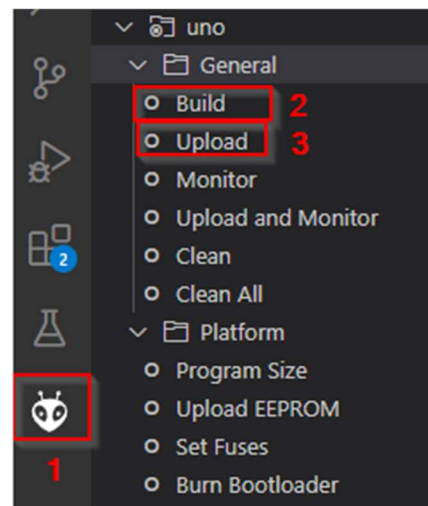 uno
General
Build 2
Upload 3
Monitor
Upload and Monitor
2
Clean
Clean All
Platform
Program Size
Upload EEPROM
Set Fuses
1
Burn Bootloader